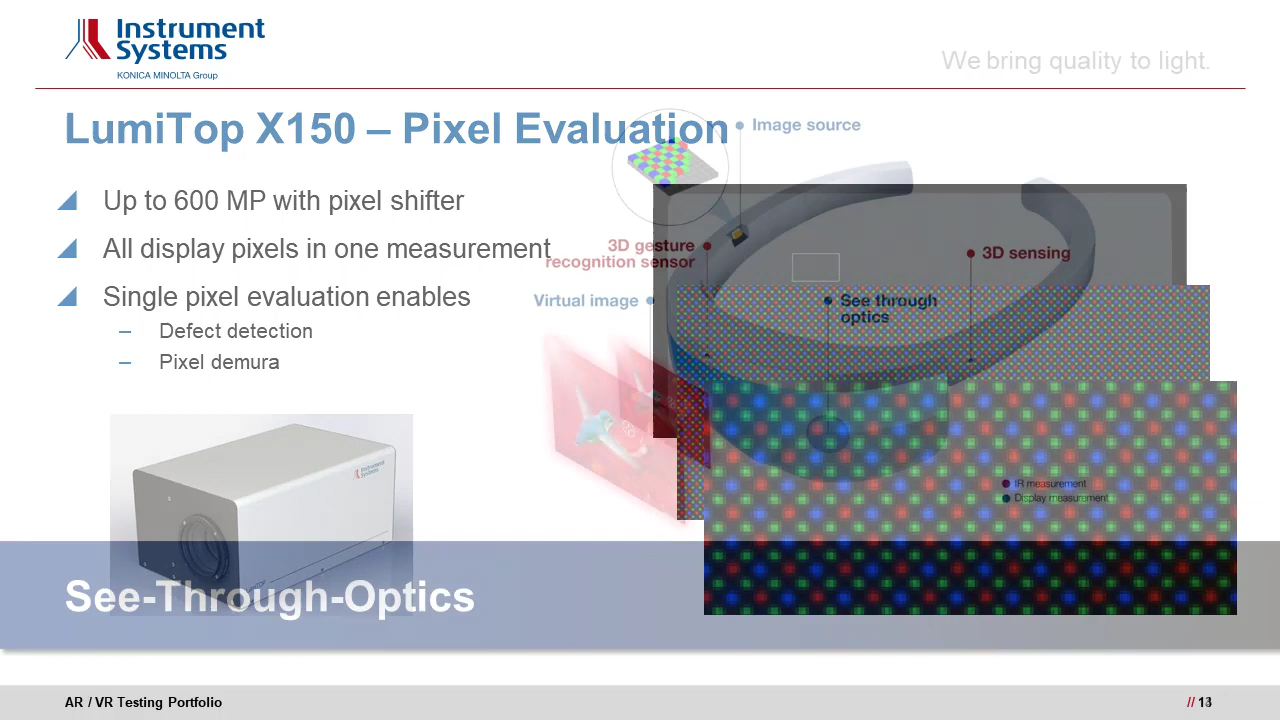 Instrument
Systems
KONICA MINOLTA Group
We bring quality to light.
LumiTop X150 – Pixel Evaluation
Image source
Up to 600 MP with pixel shifter
All display pixels in one measurement
Single pixel evaluation enables
– Defect detection
– Pixel demura
3D gesture
recognition sensor
3D sensing
Virtual image
See through
optics
IR measurement
Display measurement
Instrument
Systems
See-Through-Optics
AR / VR Testing Portfolio
//